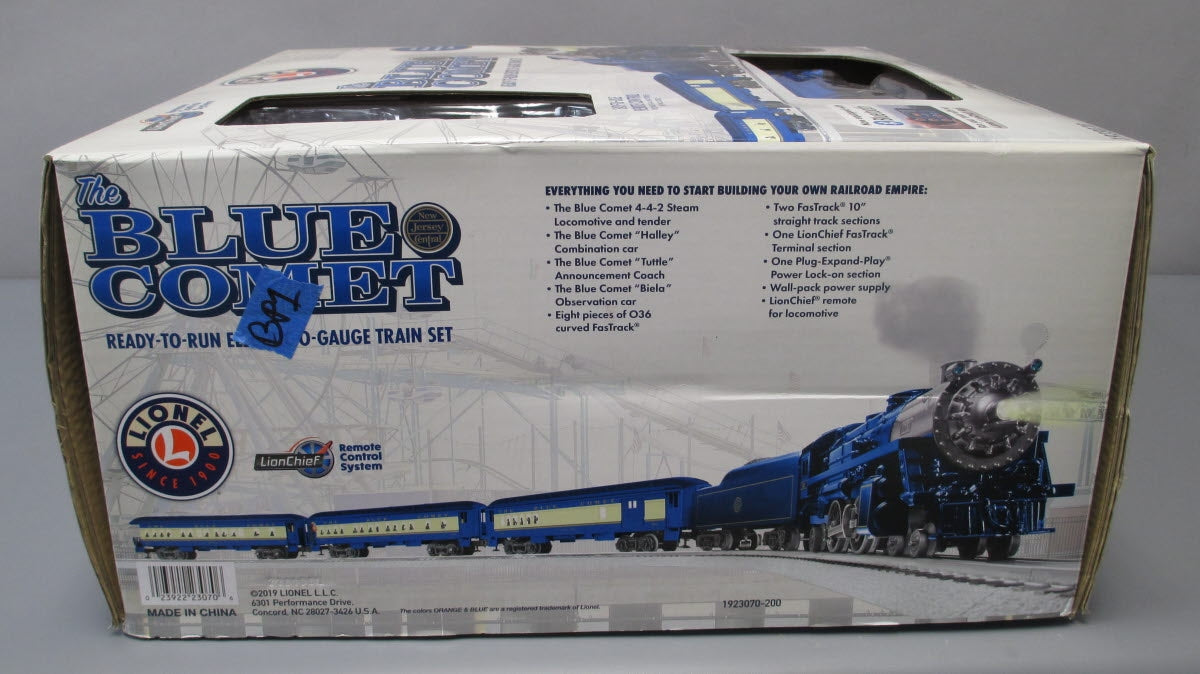 The
BLUE
COMET
New
Jersey
Central
BP1
READY-TO-RUN O-GAUGE TRAIN SET
EVERYTHING YOU NEED TO START BUILDING YOUR OWN RAILROAD EMPIRE:
• The Blue Comet 4-4-2 Steam
Locomotive and tender
• The Blue Comet "Halley"
Combination car
• The Blue Comet "Tuttle"
Announcement Coach
• The Blue Comet "Biela"
Observation car
• Eight pieces of O36
curved FasTrack®
• Two FasTrack® 10"
straight track sections
• One LionChief FasTrack®
Terminal section
• One Plug-Expand-Play®
Power Lock-on section
• Wall-pack power supply
• LionChief® remote
for locomotive
LIONEL
L
SINCE 1900
LionChief
Remote
Control
System
0 23922 23070 6
MADE IN CHINA
©2019 LIONEL L.L.C.
6301 Performance Drive.
Concord, NC 28027-3426 U.S.A.
The colors ORANGE & BLUE are a registered trademark of Lionel.
1923070-200